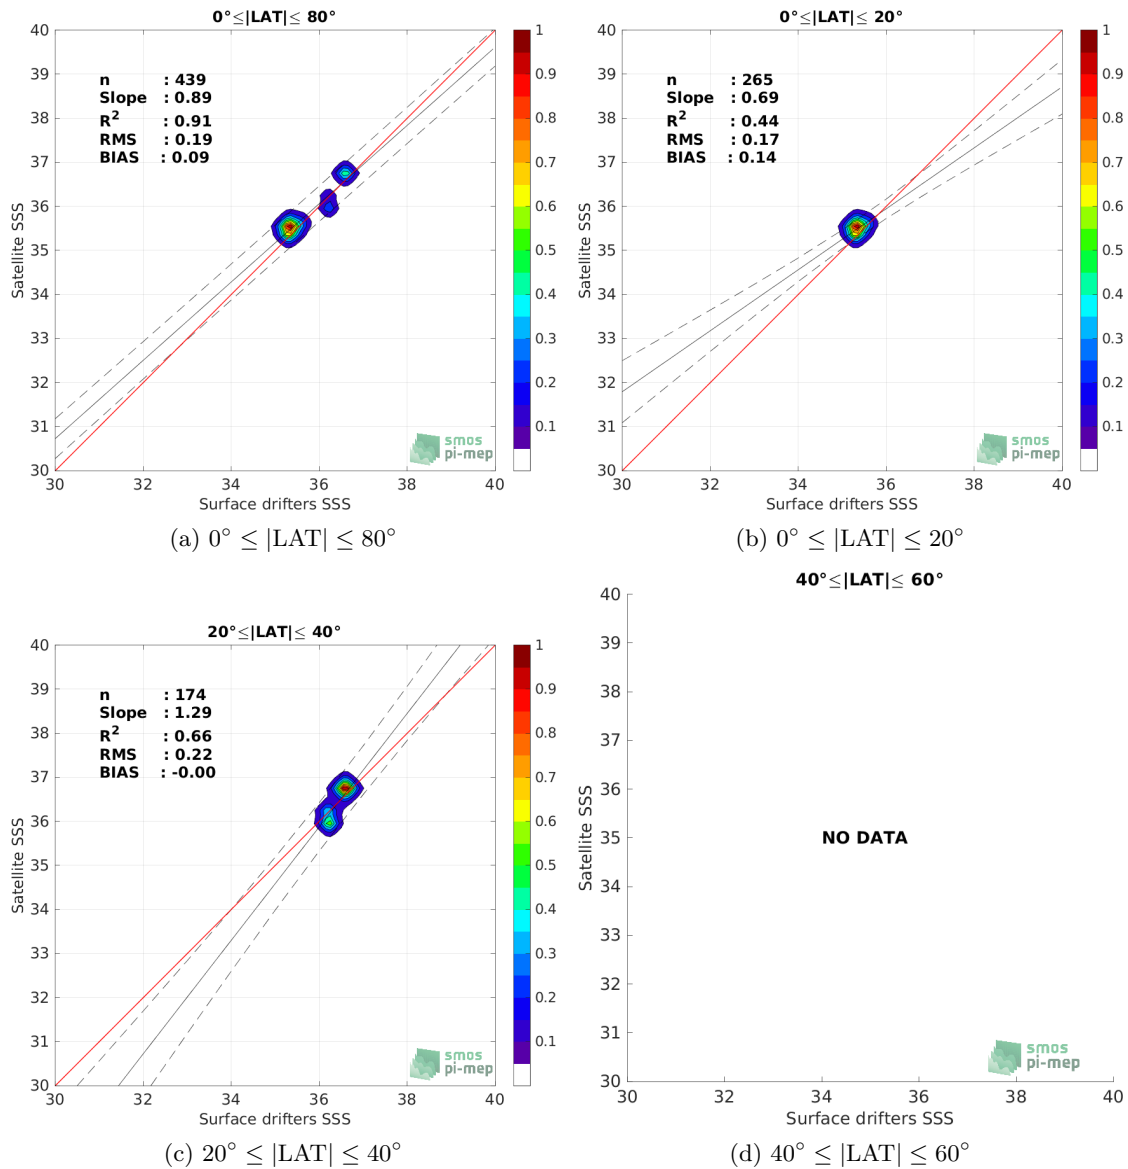 0°≤|LAT|≤ 80°
n : 439
Slope : 0.89
R² : 0.91
RMS : 0.19
BIAS : 0.09
40
39
38
37
36
35
34
33
32
31
30
30 32 34 36 38 40
Satellite SSS
Surface drifters SSS
1
0.9
0.8
0.7
0.6
0.5
0.4
0.3
0.2
0.1
smos
pi-mep
(a) 0° ≤ |LAT| ≤ 80°
0°≤|LAT|≤ 20°
n : 265
Slope : 0.69
R² : 0.44
RMS : 0.17
BIAS : 0.14
40
39
38
37
36
35
34
33
32
31
30
30 32 34 36 38 40
Satellite SSS
Surface drifters SSS
1
0.9
0.8
0.7
0.6
0.5
0.4
0.3
0.2
0.1
smos
pi-mep
(b) 0° ≤ |LAT| ≤ 20°
20°≤|LAT|≤ 40°
n : 174
Slope : 1.29
R² : 0.66
RMS : 0.22
BIAS : -0.00
40
39
38
37
36
35
34
33
32
31
30
30 32 34 36 38 40
Satellite SSS
Surface drifters SSS
1
0.9
0.8
0.7
0.6
0.5
0.4
0.3
0.2
0.1
smos
pi-mep
(c) 20° ≤ |LAT| ≤ 40°
40°≤|LAT|≤ 60°
40
39
38
37
36
35
34
33
32
31
30
30 32 34 36 38 40
Satellite SSS
NO DATA
Surface drifters SSS
smos
pi-mep
(d) 40° ≤ |LAT| ≤ 60°